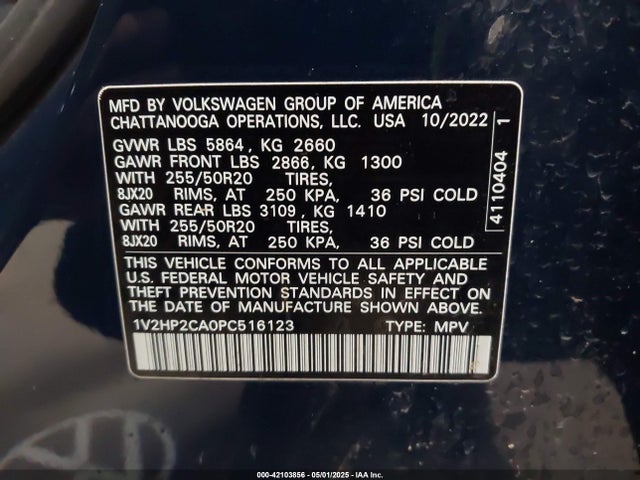 MFD BY VOLKSWAGEN GROUP OF AMERICA
CHATTANOOGA OPERATIONS, LLC. USA 10/2022
GVWR LBS 5864, KG 2660
GAWR FRONT LBS 2866, KG 1300
WITH 255/50R20 TIRES,
8JX20 RIMS, AT 250 KPA, 36 PSI COLD
GAWR REAR LBS 3109, KG 1410
WITH 255/50R20 TIRES,
8JX20 RIMS, AT 250 KPA, 36 PSI COLD
THIS VEHICLE CONFORMS TO ALL APPLICABLE
U.S. FEDERAL MOTOR VEHICLE SAFETY AND
THEFT PREVENTION STANDARDS IN EFFECT ON
THE DATE OF MANUFACTURE SHOWN ABOVE.
1V2HP2CA0PC516123 TYPE: MPV
4110404 1
000-42103856 - 05/01/2025 - IAA Inc.